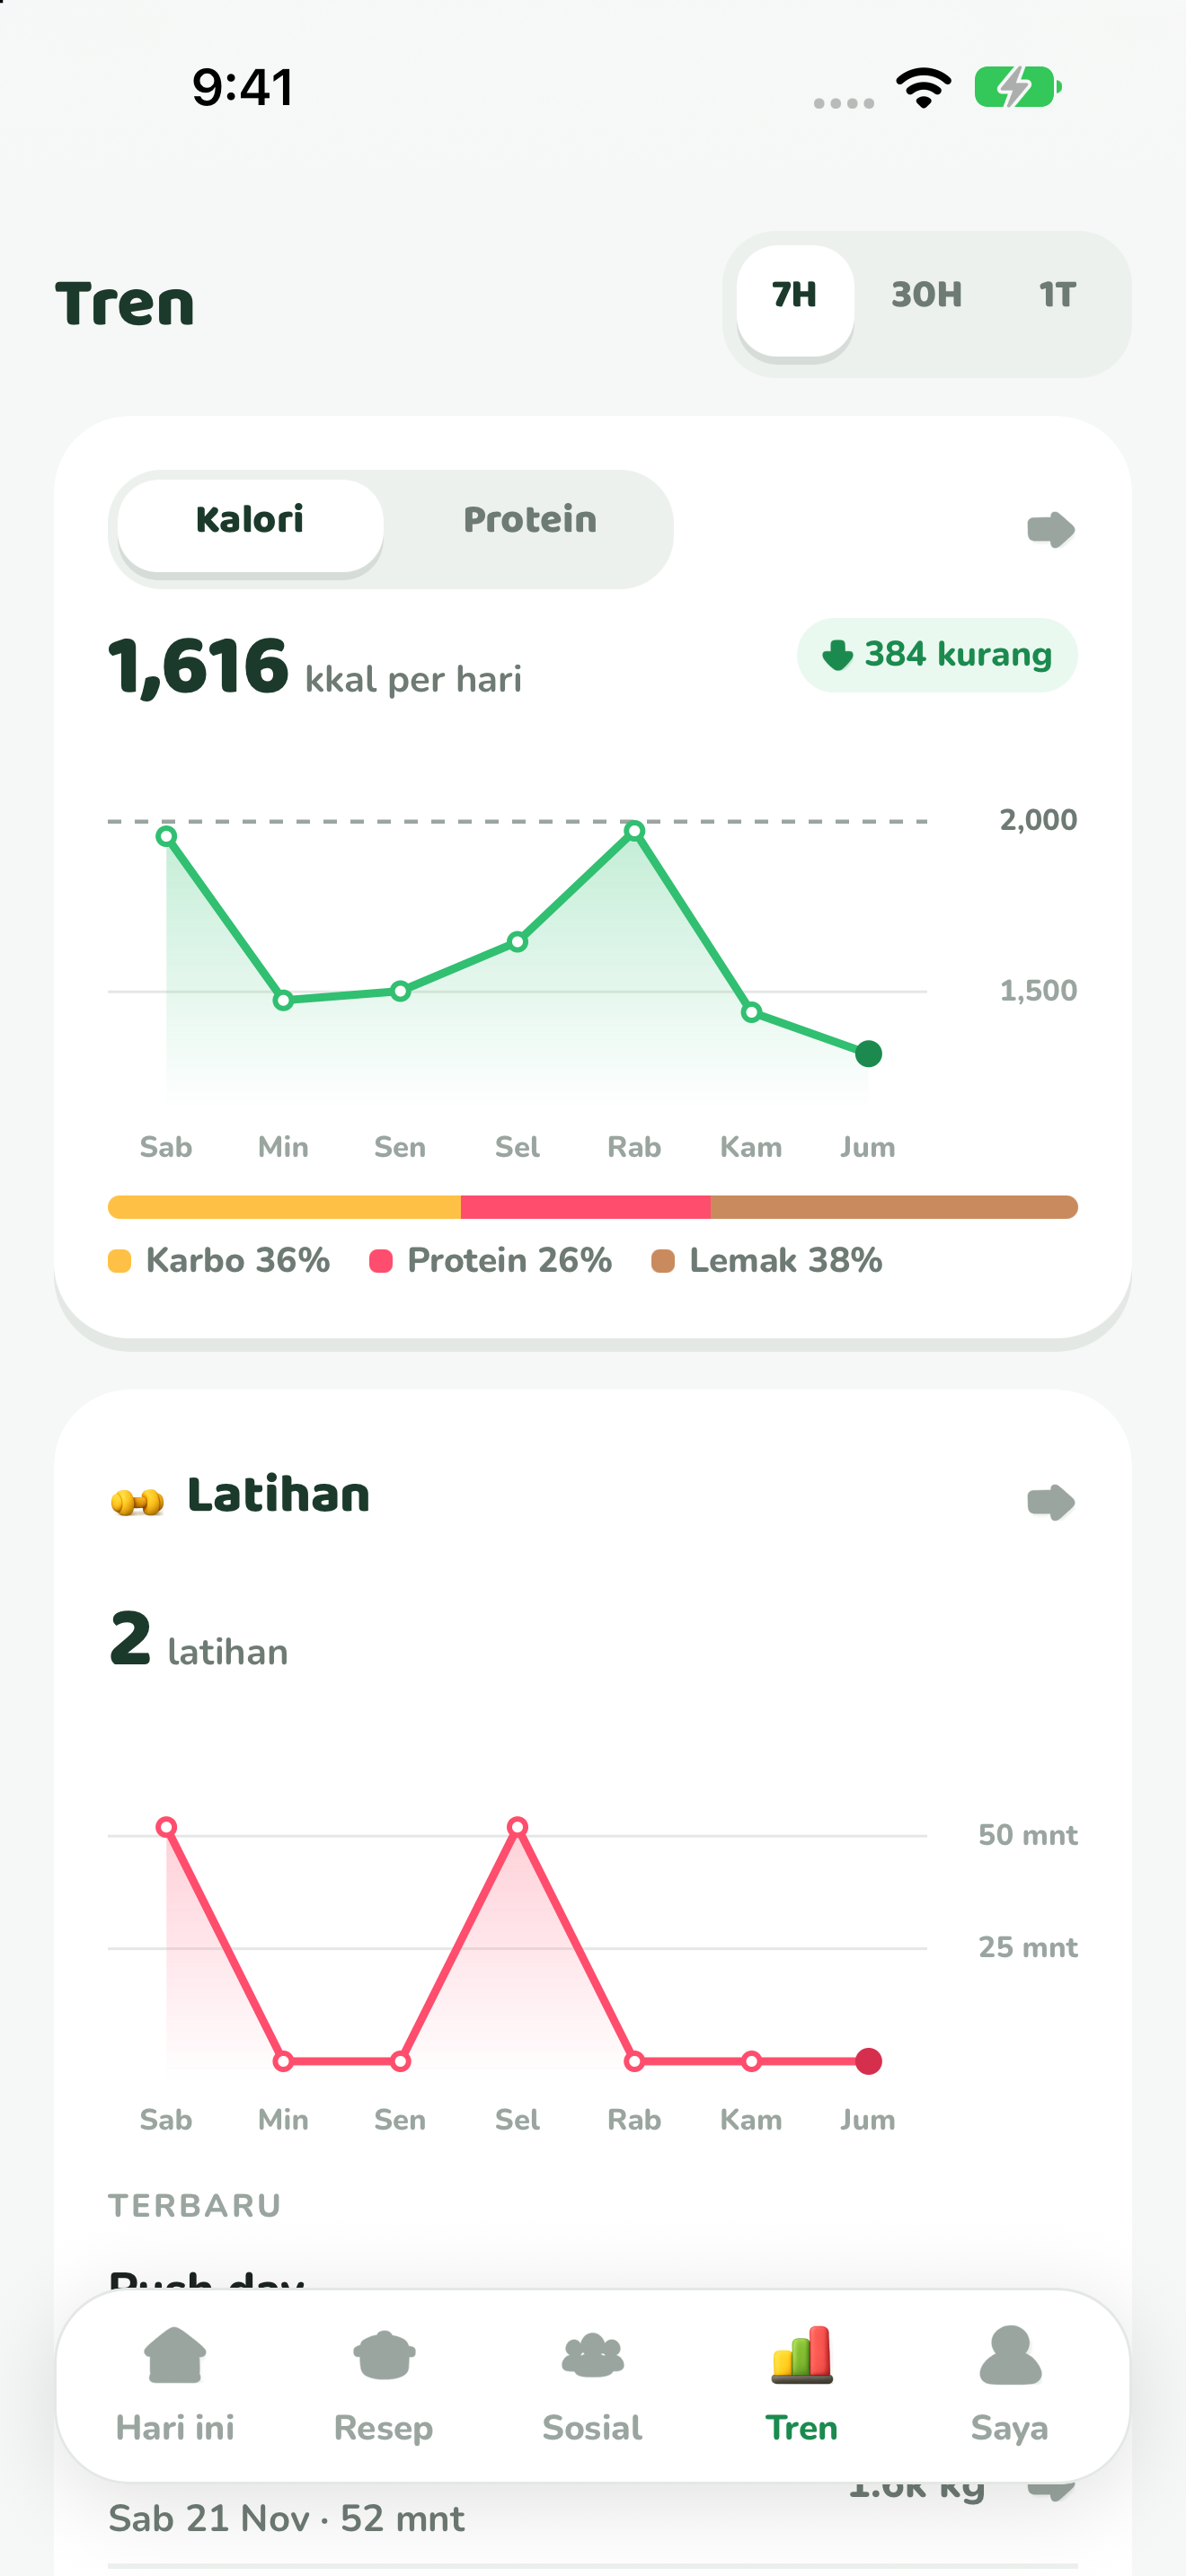 9:41
Tren
7H 30H 1T
Kalori Protein
1,616 kkal per hari
384 kurang
2,000
1,500
Sab Min Sen Sel Rab Kam Jum
Karbo 36% Protein 26% Lemak 38%
Latihan
2 latihan
50 mnt
25 mnt
Sab Min Sen Sel Rab Kam Jum
TERBARU
Push day
Hari ini Resep Sosial Tren Saya
Sab 21 Nov · 52 mnt